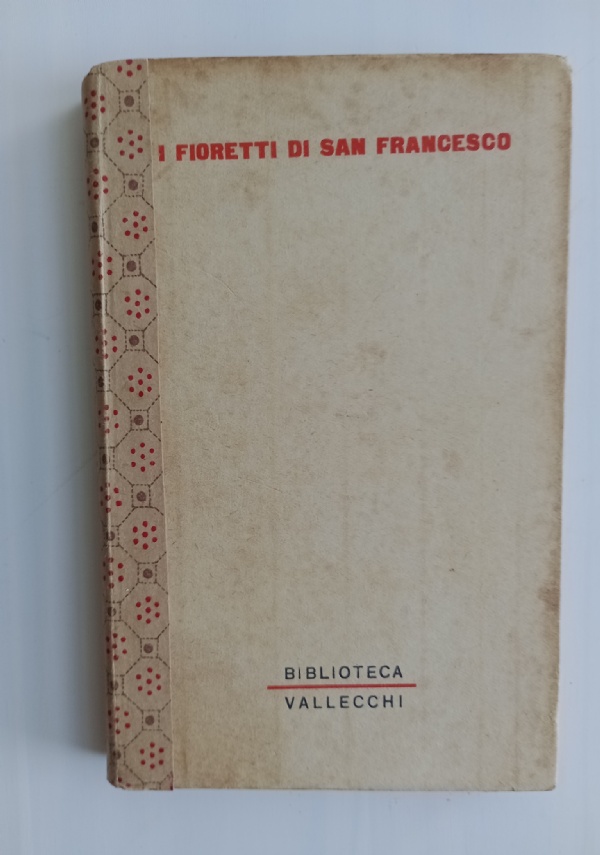 I FIORETTI DI SAN FRANCESCO
BIBLIOTECA
VALLECCHI